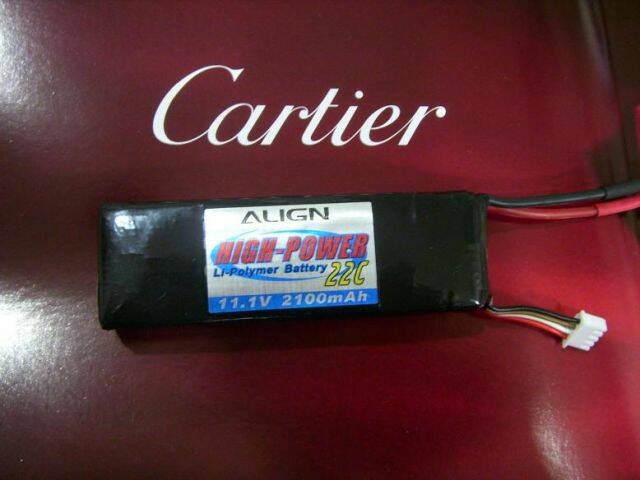 Cartier
ALIGN
HIGH-POWER
Li-Polymer Battery
22C
11.1V 2100mAh